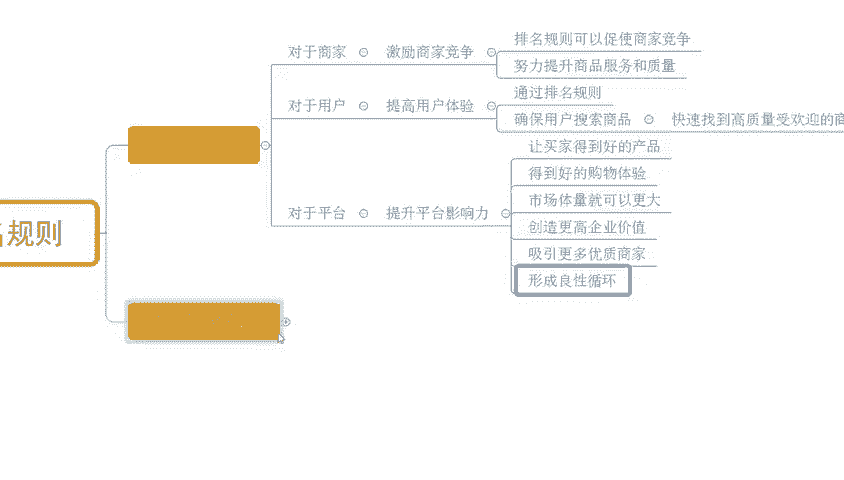 规则
对于商家
激励商家竞争
排名规则可以促使商家竞争
努力提升商品服务和质量
对于用户
提高用户体验
通过排名规则
确保用户搜索商品
快速找到高质量受欢迎的
对于平台
提升平台影响力
让买家得到好的产品
得到好的购物体验
市场体量就可以更大
创造更高企业价值
吸引更多优质商家
形成良性循环